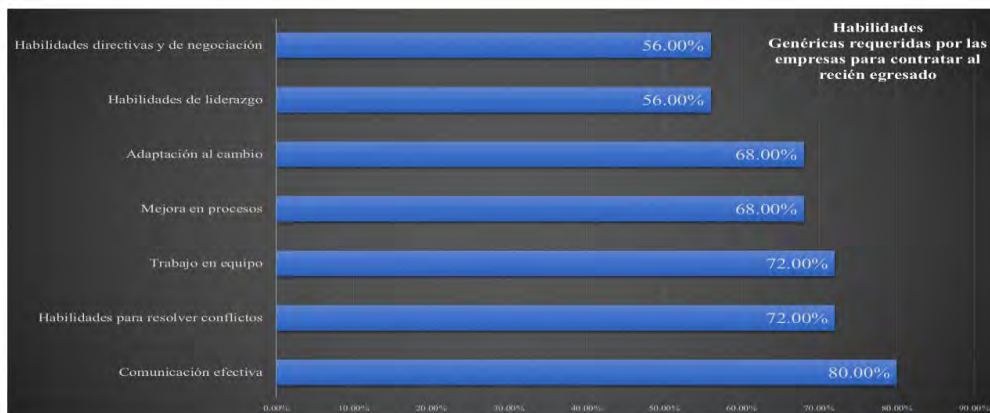 Habilidades
Genéricas requeridas por las
empresas para contratar al
recién egresado
Habilidades directivas y de negociación
56.00%
Habilidades de liderazgo
56.00%
Adaptación al cambio
68.00%
Mejora en procesos
68.00%
Trabajo en equipo
72.00%
Habilidades para resolver conflictos
72.00%
Comunicación efectiva
80.00%
0.00% 10.00% 20.00% 30.00% 40.00% 50.00% 60.00% 70.00% 80.00% 90.00%